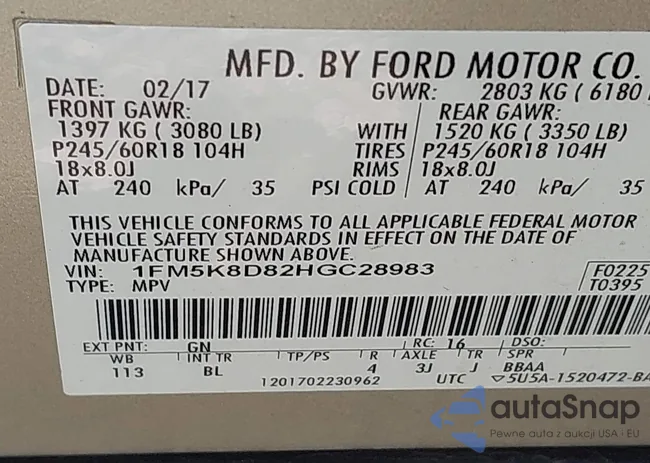 MFD. BY FORD MOTOR CO.
DATE: 02/17 GVWR: 2803 KG ( 6180
FRONT GAWR: REAR GAWR:
1397 KG ( 3080 LB) WITH 1520 KG ( 3350 LB)
P245/60R18 104H TIRES P245/60R18 104H
18x8.0J RIMS 18x8.0J
AT 240 kPa/ 35 PSI COLD AT 240 kPa/ 35
THIS VEHICLE CONFORMS TO ALL APPLICABLE FEDERAL MOTOR
VEHICLE SAFETY STANDARDS IN EFFECT ON THE DATE OF
MANUFACTURE SHOWN ABOVE.
VIN: 1FM5K8D82HGC28983 F0225
TYPE: MPV T0395
EXT PNT: GN RC: 16 DSO:
WB INT TR TP/PS R AXLE TR SPR
113 BL 4 3J J BBAA
1201702230962 UTC ▽5U5A-1520472-BA
autaSnap
Pewne auta z aukcji USA - EU